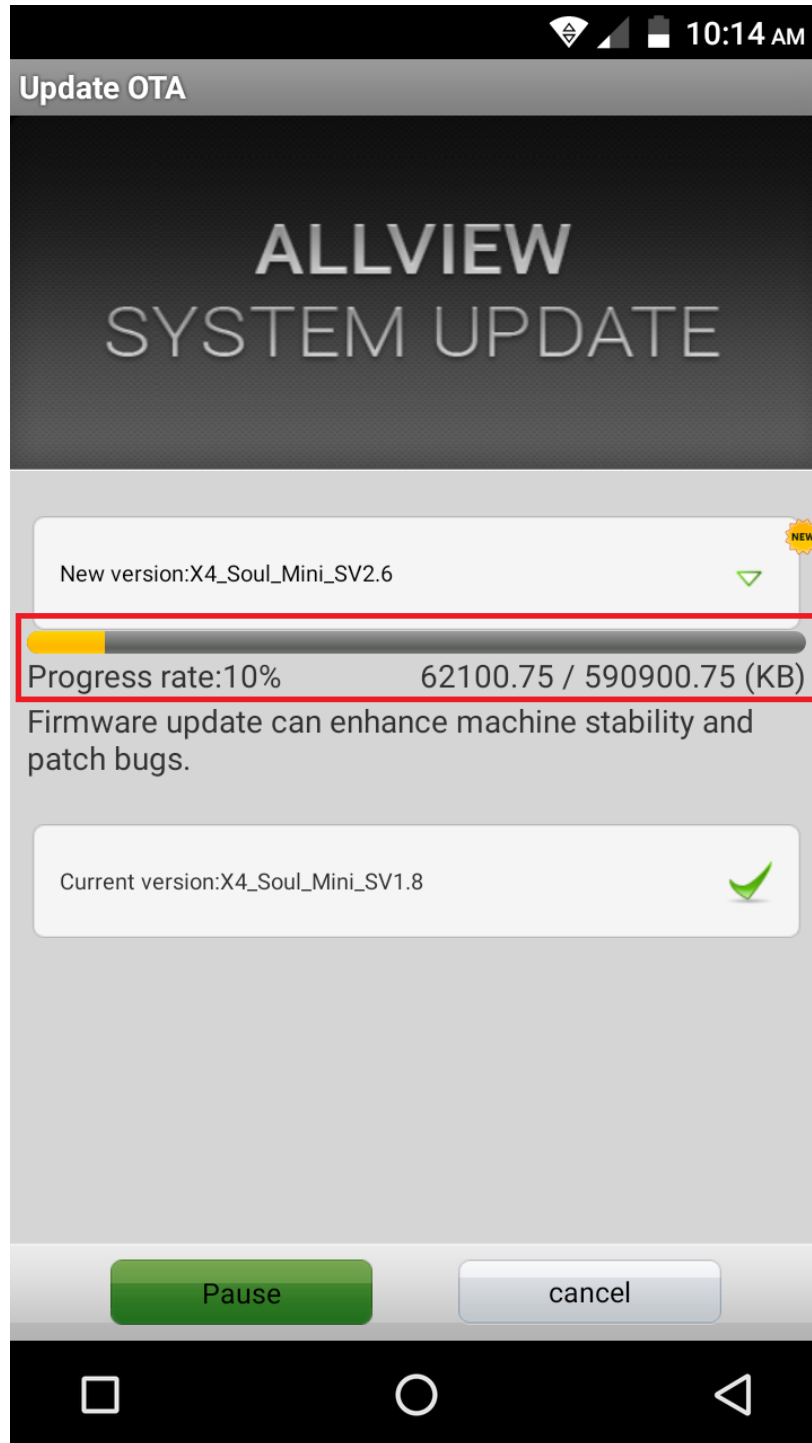 10:14 AM
Update OTA
ALLVIEW
SYSTEM UPDATE
NEW
New version:X4_Soul_Mini_SV2.6
Progress rate:10% 62100.75 / 590900.75 (KB)
Firmware update can enhance machine stability and
patch bugs.
Current version:X4_Soul_Mini_SV1.8
Pause cancel